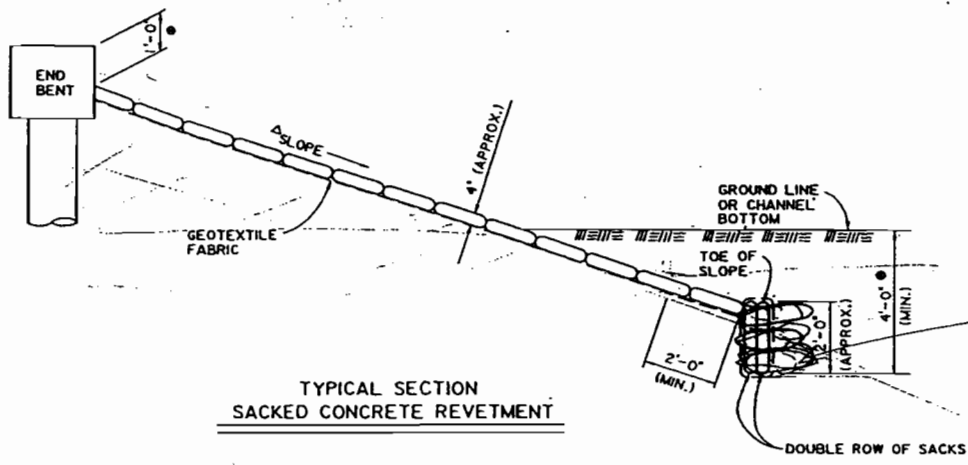 1'-0" ●
END
BENT
Δ
SLOPE
4" (APPROX.)
GEOTEXTILE
FABRIC
GROUND LINE
OR CHANNEL
BOTTOM
TOE OF
SLOPE
4'-0" ●
(MIN.)
2'-0"
(APPROX.)
2'-0"
(MIN.)
TYPICAL SECTION
SACKED CONCRETE REVETMENT
DOUBLE ROW OF SACKS